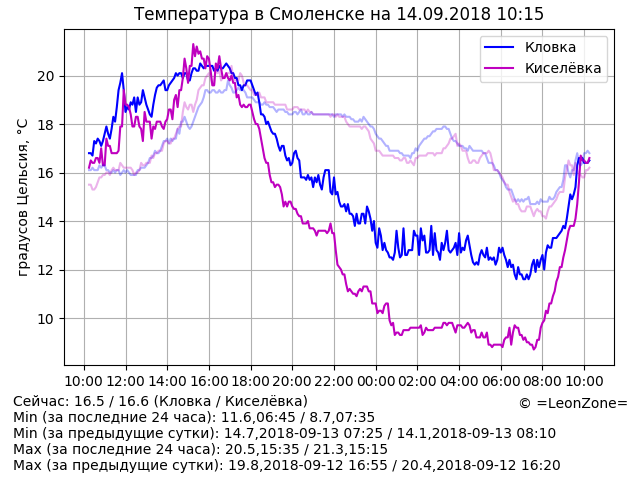 Температура в Смоленске на 14.09.2018 10:15
Кловка
Киселёвка
градусов Цельсия, °C
20
18
16
14
12
10
10:00 12:00 14:00 16:00 18:00 20:00 22:00 00:00 02:00 04:00 06:00 08:00 10:00
Сейчас: 16.5 / 16.6 (Кловка / Киселёвка)
© =LeonZone=
Min (за последние 24 часа): 11.6,06:45 / 8.7,07:35
Min (за предыдущие сутки): 14.7,2018-09-13 07:25 / 14.1,2018-09-13 08:10
Max (за последние 24 часа): 20.5,15:35 / 21.3,15:15
Max (за предыдущие сутки): 19.8,2018-09-12 16:55 / 20.4,2018-09-12 16:20